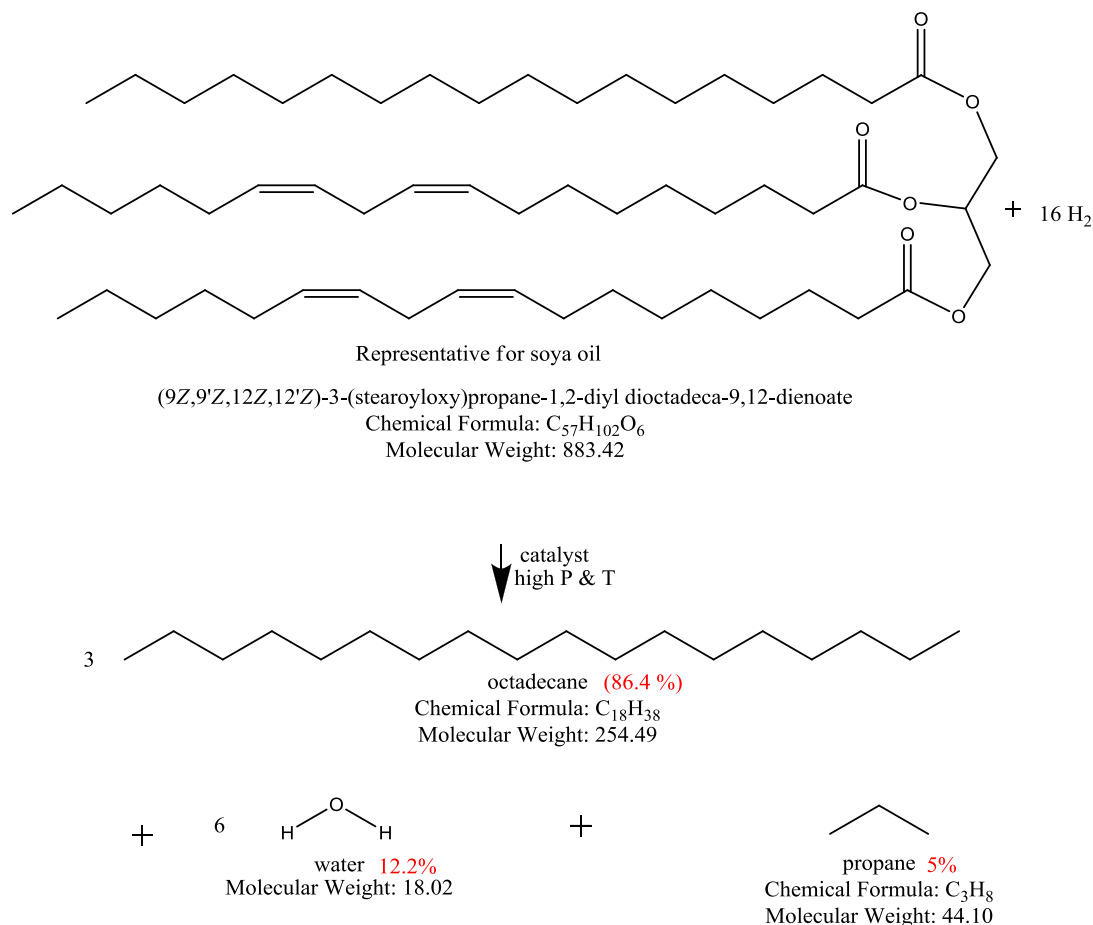 O
O
O
O
O
O
+ 16 H₂
Representative for soya oil
(9Z,9'Z,12Z,12'Z)-3-(stearoyloxy)propane-1,2-diyl dioctadeca-9,12-dienoate
Chemical Formula: C₅₇H₁₀₂O₆
Molecular Weight: 883.42
catalyst
high P & T
3
octadecane (86.4 %)
Chemical Formula: C₁₈H₃₈
Molecular Weight: 254.49
+ 6 H O H +
water 12.2%
Molecular Weight: 18.02
propane 5%
Chemical Formula: C₃H₈
Molecular Weight: 44.10